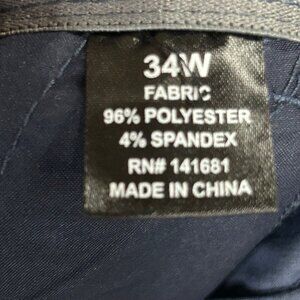 34W
FABRIC
96% POLYESTER
4% SPANDEX
RN# 141681
MADE IN CHINA